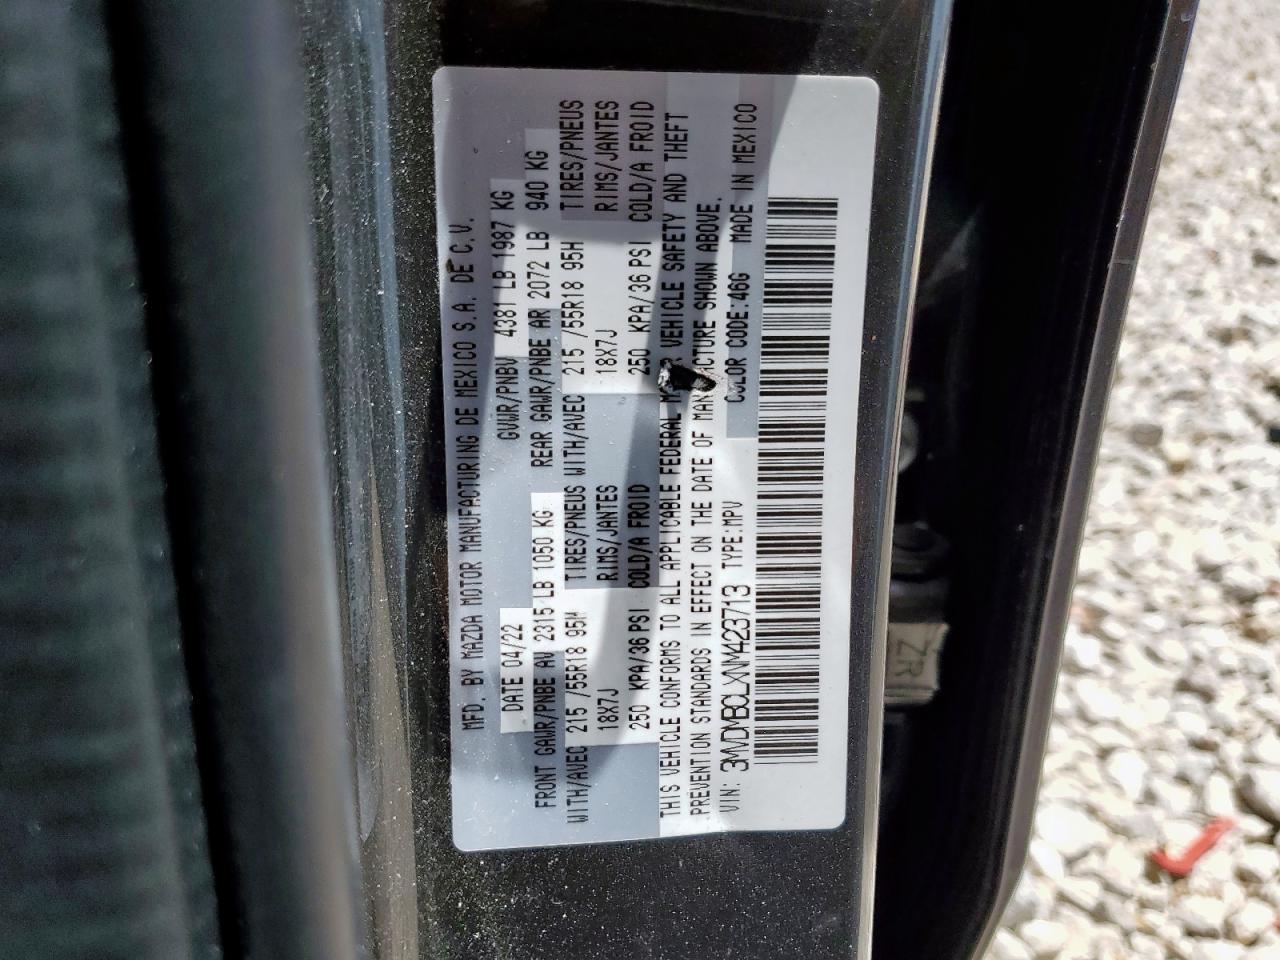 MFD. BY MAZDA MOTOR MANUFACTURING DE MEXICO S.A. DE C.V.
DATE 04/22 GVWR/PNBV 4381 LB 1987 KG
FRONT GAWR/PNBE AV 2315 LB 1050 KG REAR GAWR/PNBE AR 2072 LB 940 KG
WITH/AVEC 215 /55R18 95H TIRES/PNEUS WITH/AVEC 215 /55R18 95H TIRES/PNEUS
18X7J RIMS/JANTES 18X7J RIMS/JANTES
250 KPA/36 PSI COLD/A FROID 250 KPA/36 PSI COLD/A FROID
THIS VEHICLE CONFORMS TO ALL APPLICABLE FEDERAL VEHICLE SAFETY AND THEFT
PREVENTION STANDARDS IN EFFECT ON THE DATE OF MANUFACTURE SHOWN ABOVE.
VIN: 3MVDMBCLXNM423713 TYPE:MPV COLOR CODE.46G MADE IN MEXICO
ZR